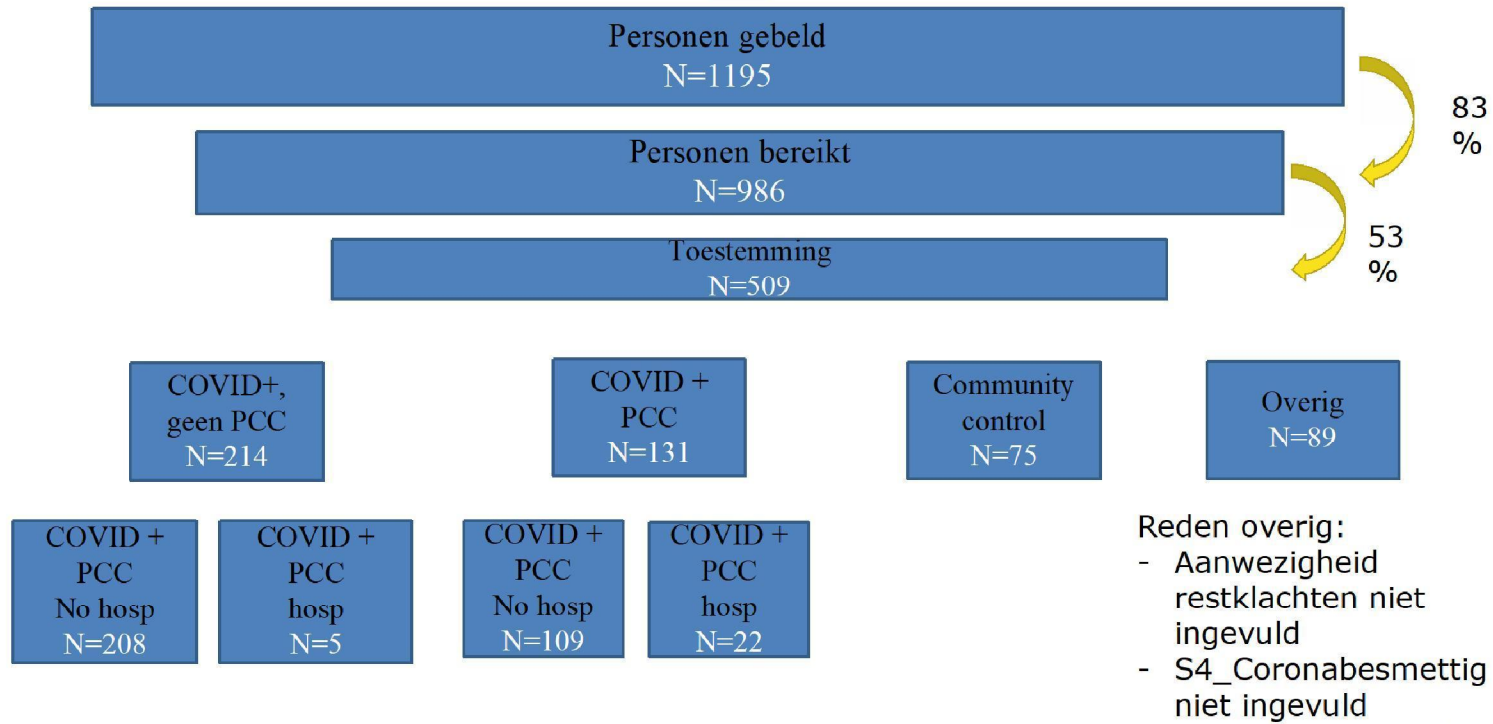 Personen gebeld
N=1195
83
%
Personen bereikt
N=986
53
%
Toestemming
N=509
COVID+,
geen PCC
N=214
COVID +
PCC
N=131
Community
control
N=75
Overig
N=89
COVID +
PCC
No hosp
N=208
COVID +
PCC
hosp
N=5
COVID +
PCC
No hosp
N=109
COVID +
PCC
hosp
N=22
Reden overig:
- Aanwezigheid
restklachten niet
ingevuld
- S4_Coronabesmettig
niet ingevuld